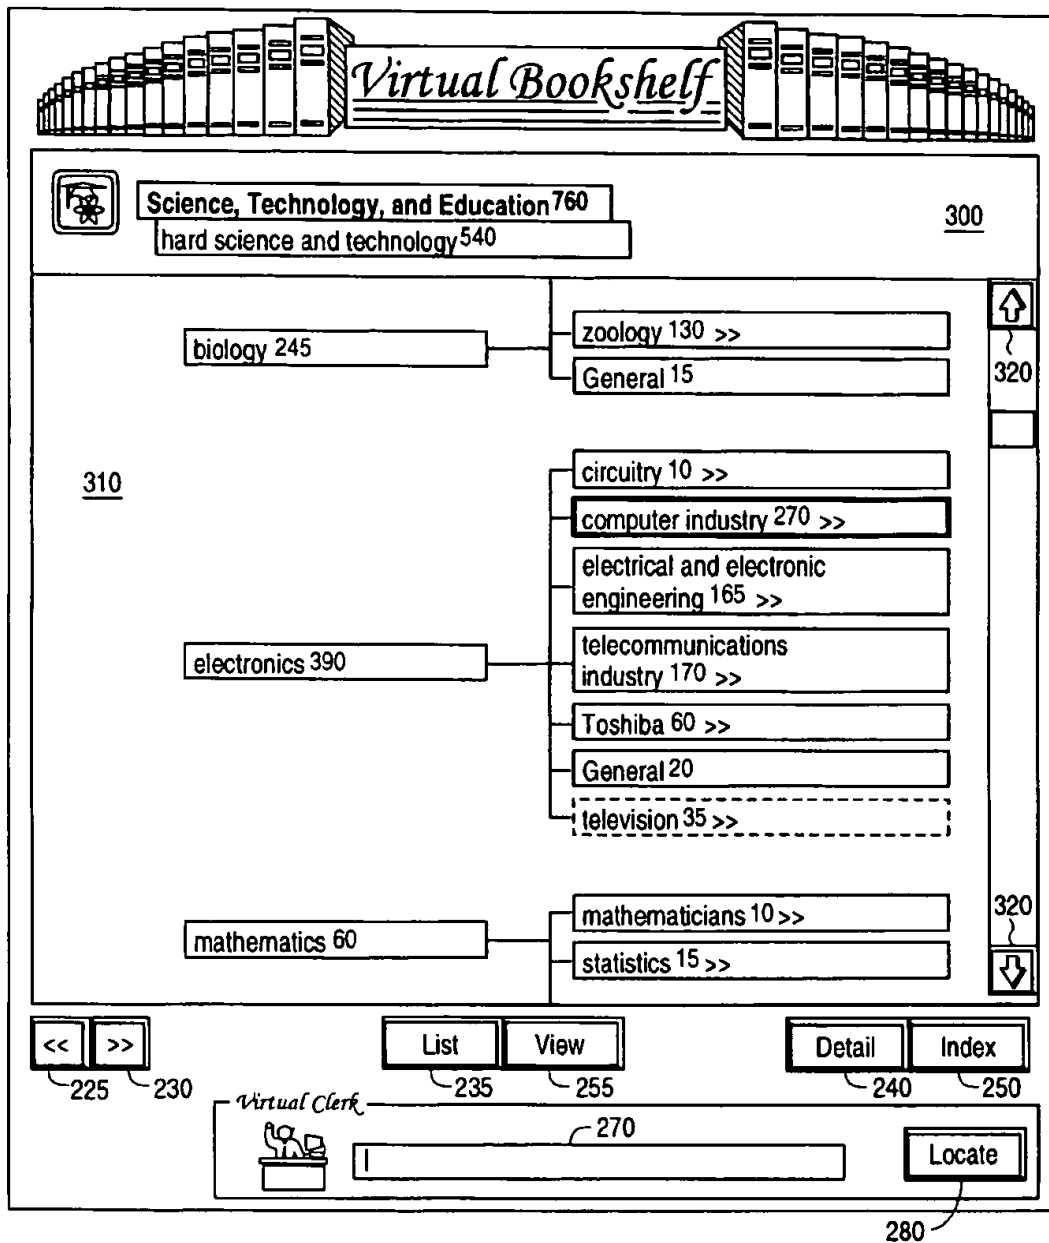 Virtual Bookshelf
Science, Technology, and Education 760
hard science and technology 540
300
biology 245
zoology 130 >>
General 15
320
310
circuitry 10 >>
computer industry 270 >>
electrical and electronic
engineering 165 >>
electronics 390
telecommunications
industry 170 >>
Toshiba 60 >>
General 20
television 35 >>
mathematics 60
mathematicians 10 >>
statistics 15 >>
320
<< >> List View Detail Index
225 230 235 255 240 250
Virtual Clerk
270
Locate
280